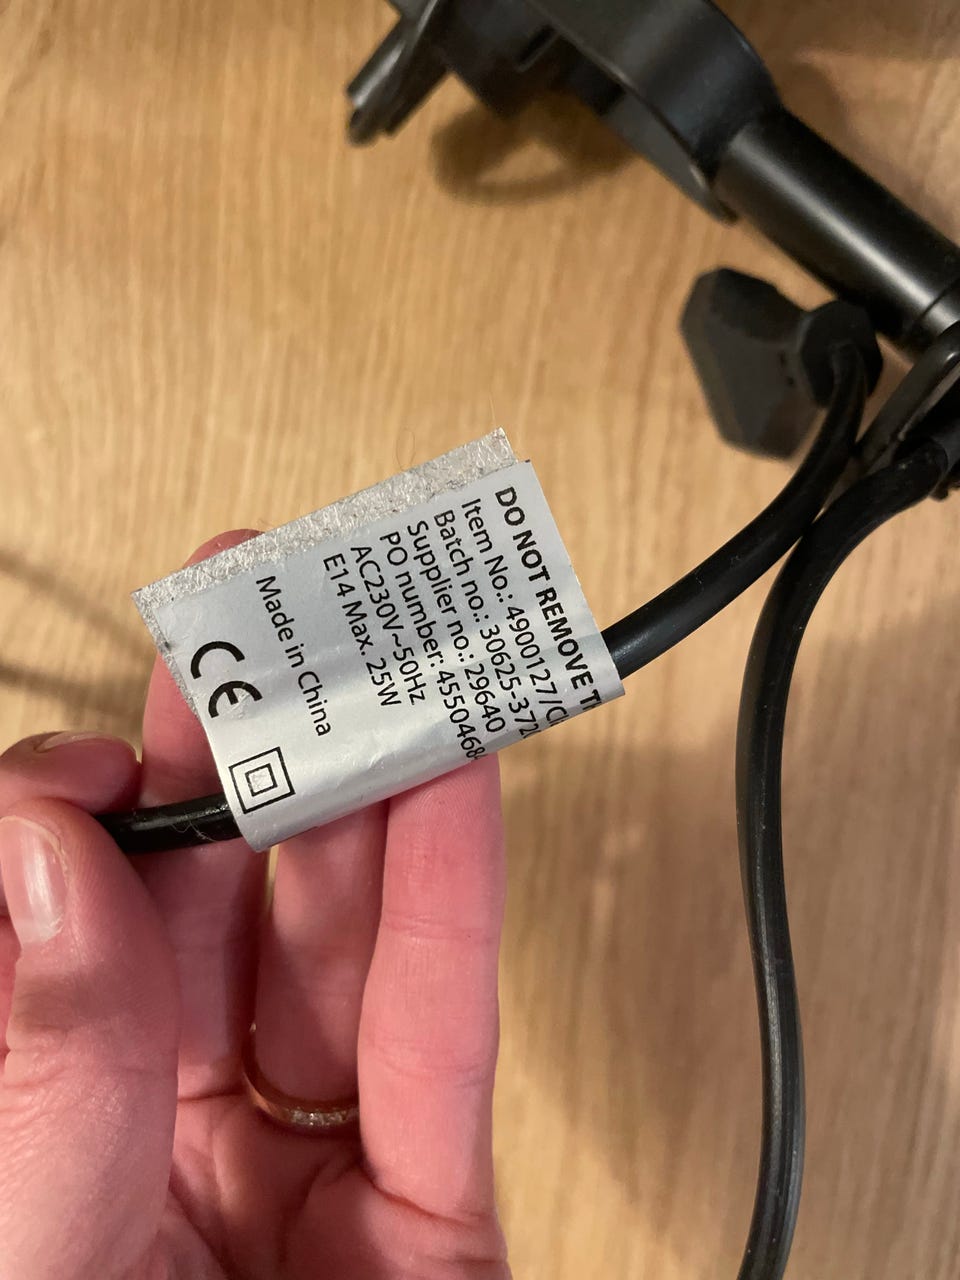 DO NOT REMOVE
Item No.: 4900127/
Batch no.: 30625-372
Supplier no.: 29640
PO number: 4550468
AC230V~50Hz
E14 Max. 25W
Made in China
CE